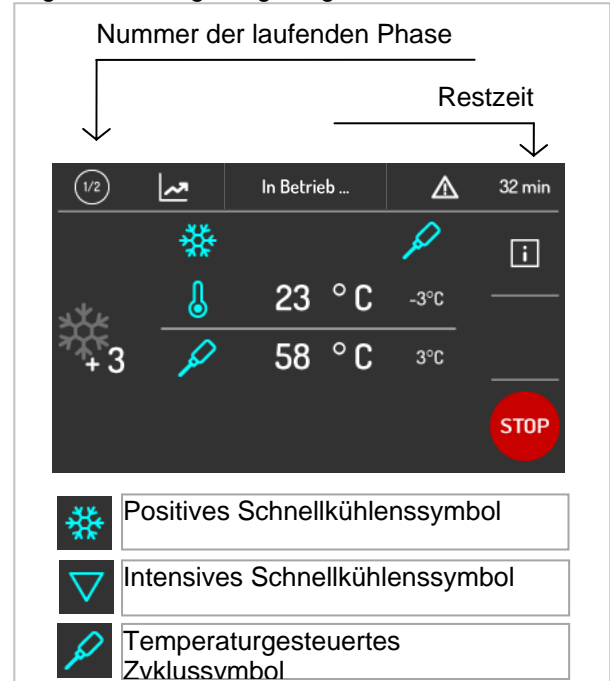 Nummer der laufenden Phase
Restzeit
1/2
In Betrieb ...
32 min
i
23 °C
-3°C
+3
58 °C
3°C
STOP
Positives Schnellkühlenssymbol
Intensives Schnellkühlenssymbol
Temperaturgesteuertes
Zyklussymbol